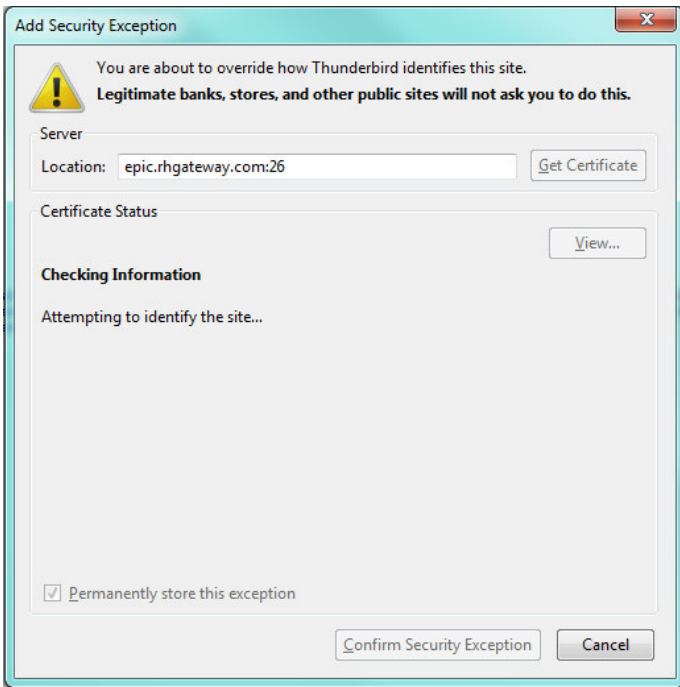 Add Security Exception
You are about to override how Thunderbird identifies this site.
Legitimate banks, stores, and other public sites will not ask you to do this.
Server
Location: epic.rhgateway.com:26 Get Certificate
Certificate Status
View...
Checking Information
Attempting to identify the site...
Permanently store this exception
Confirm Security Exception Cancel